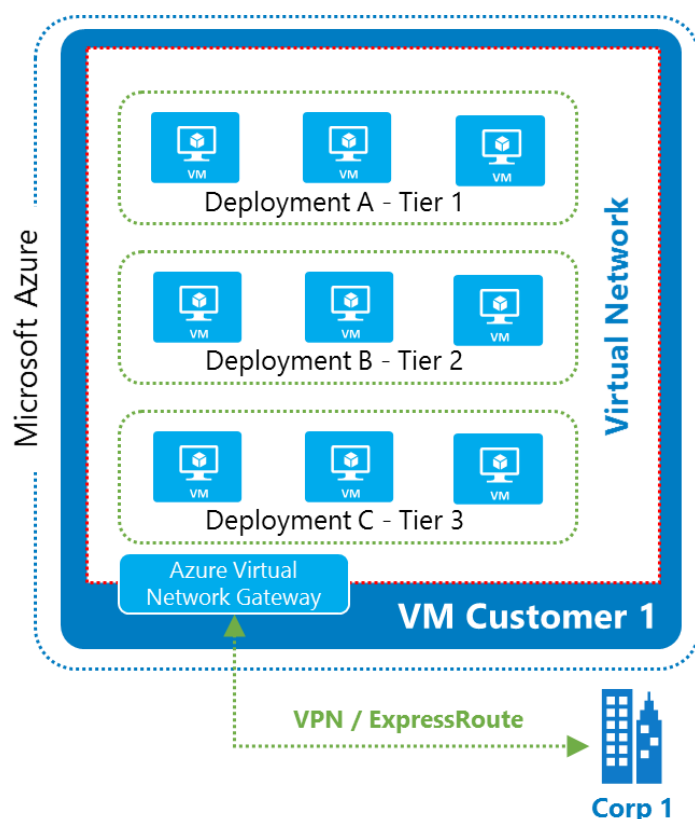 Microsoft Azure
VM
VM
VM
Deployment A - Tier 1
VM
VM
VM
Deployment B - Tier 2
VM
VM
VM
Deployment C - Tier 3
Virtual Network
Azure Virtual
Network Gateway
VM Customer 1
VPN / ExpressRoute
Corp 1